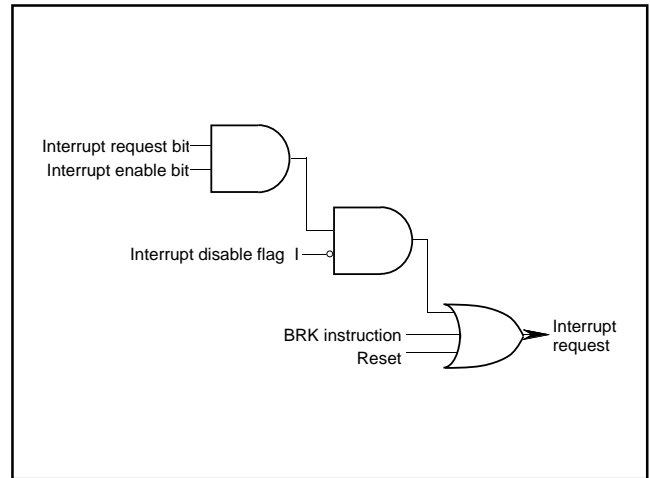 Interrupt request bit
Interrupt enable bit
Interrupt disable flag I
BRK instruction
Reset
Interrupt
request